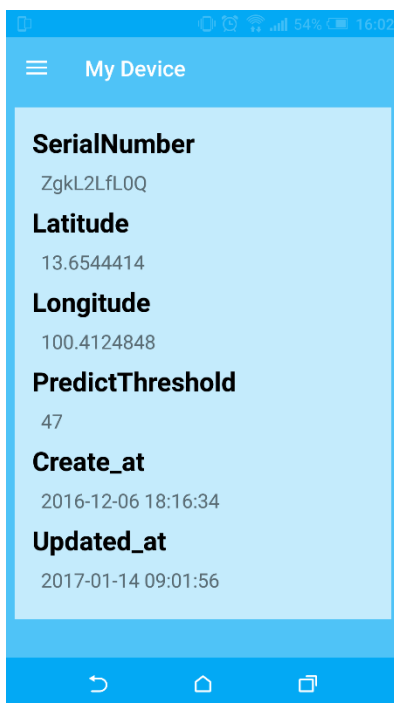 54% 16:02
My Device
SerialNumber
ZgkL2LfL0Q
Latitude
13.6544414
Longitude
100.4124848
PredictThreshold
47
Create_at
2016-12-06 18:16:34
Updated_at
2017-01-14 09:01:56